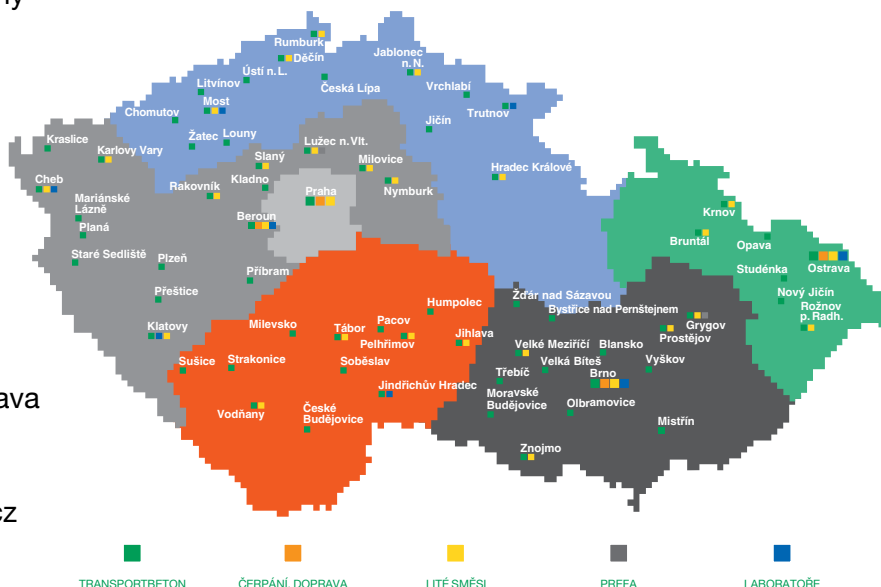 Rumburk
Děčín
Jablonec
n. N.
Ústí n. L.
Litvínov
Česká Lípa
Vrchlabí
Most
Chomutov
Trutnov
Jičín
Žatec
Louny
Kraslice
Karlovy Vary
Lužec n. Vlt.
Slaný
Milovice
Hradec Králové
Cheb
Rakovník
Kladno
Praha
Nymburk
Mariánské
Lázně
Planá
Beroun
Krnov
Bruntál
Opava
Staré Sedliště
Plzeň
Příbram
Studénka
Ostrava
Přeštice
Žďár nad Sázavou
Bystřice nad Pernštejnem
Nový Jičín
Rožnov
p. Radh.
Humpolec
Klatovy
Milevsko
Tábor
Pacov
Pelhřimov
Jihlava
Grygov
Prostějov
Velké Meziříčí
Blansko
Sušice
Strakonice
Soběslav
Velká Bíteš
Vyškov
Třebíč
Brno
Jindřichův Hradec
Moravské
Budějovice
Olbramovice
ava
Vodňany
České
Budějovice
Mistřín
Znojmo
cz
TRANSPORTBETON
ČERPÁNÍ, DOPRAVA
LITÉ SMĚSI
PREFA
LABORATOŘE